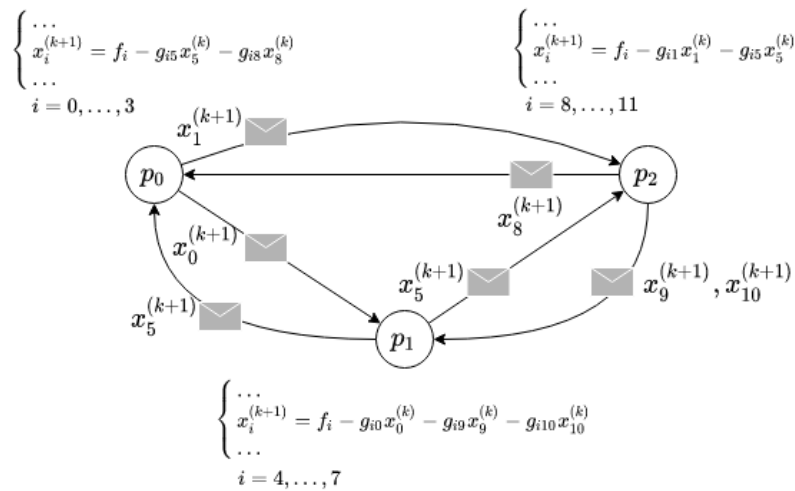 …
x_i^{(k+1)} = f_i − g_{i5}x_5^{(k)} − g_{i8}x_8^{(k)}
…
i = 0, … , 3
…
x_i^{(k+1)} = f_i − g_{i1}x_1^{(k)} − g_{i5}x_5^{(k)}
…
i = 8, … , 11
x_1^{(k+1)}
p_0
p_2
x_8^{(k+1)}
x_0^{(k+1)}
x_5^{(k+1)}
x_9^{(k+1)} , x_{10}^{(k+1)}
x_5^{(k+1)}
p_1
…
x_i^{(k+1)} = f_i − g_{i0}x_0^{(k)} − g_{i9}x_9^{(k)} − g_{i10}x_{10}^{(k)}
…
i = 4, … , 7